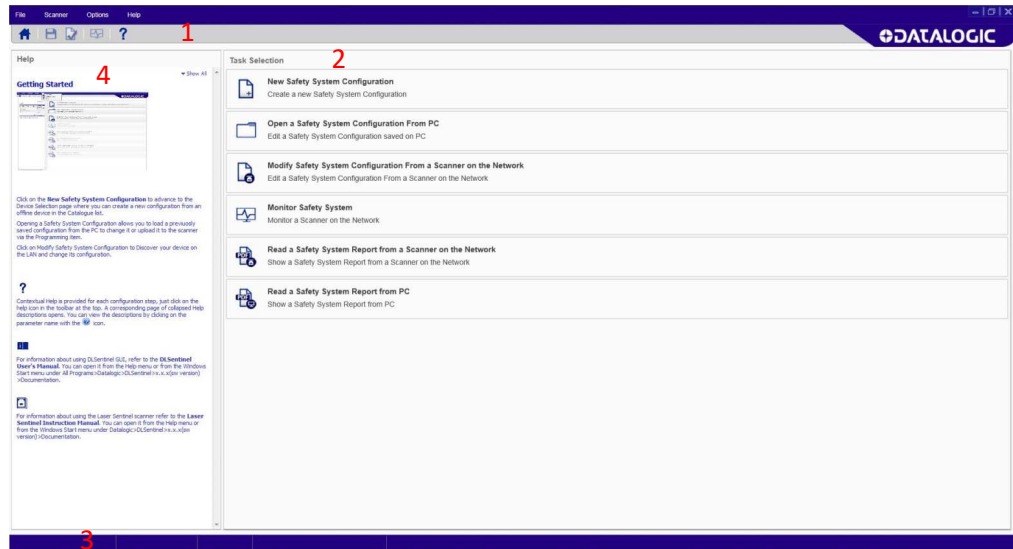 File Scanner Options Help
1
DATALOGIC
Help
4
Show All
Getting Started
Click on the New Safety System Configuration to advance to the
Device Selection page where you can create a new configuration from an
offline device in the Catalogue list.
Opening a Safety System Configuration allows you to load a previously
saved configuration from the PC to change it or upload it to the scanner
via the Programming item.
Click on Modify Safety System Configuration to Discover your device on
the LAN and change its configuration.
?
Contextual Help is provided for each configuration step, just click on the
help icon in the toolbar at the top. A corresponding page of collapsed Help
descriptions opens. You can view the descriptions by clicking on the
parameter name with the icon.
For information about using DLSentinel GUI, refer to the DLSentinel
User's Manual. You can open it from the Help menu or from the Windows
Start menu under All Programs>Datalogic>DLSentinel>x.x.x(sw version)
>Documentation.
For information about using the Laser Sentinel scanner refer to the Laser
Sentinel Instruction Manual. You can open it from the Help menu or
from the Windows Start menu under Datalogic>DLSentinel>x.x.x(sw
version)>Documentation.
Task Selection
2
New Safety System Configuration
Create a new Safety System Configuration
Open a Safety System Configuration From PC
Edit a Safety System Configuration saved on PC
Modify Safety System Configuration From a Scanner on the Network
Edit a Safety System Configuration From a Scanner on the Network
Monitor Safety System
Monitor a Scanner on the Network
Read a Safety System Report from a Scanner on the Network
Show a Safety System Report from a Scanner on the Network
Read a Safety System Report from PC
Show a Safety System Report from PC
3